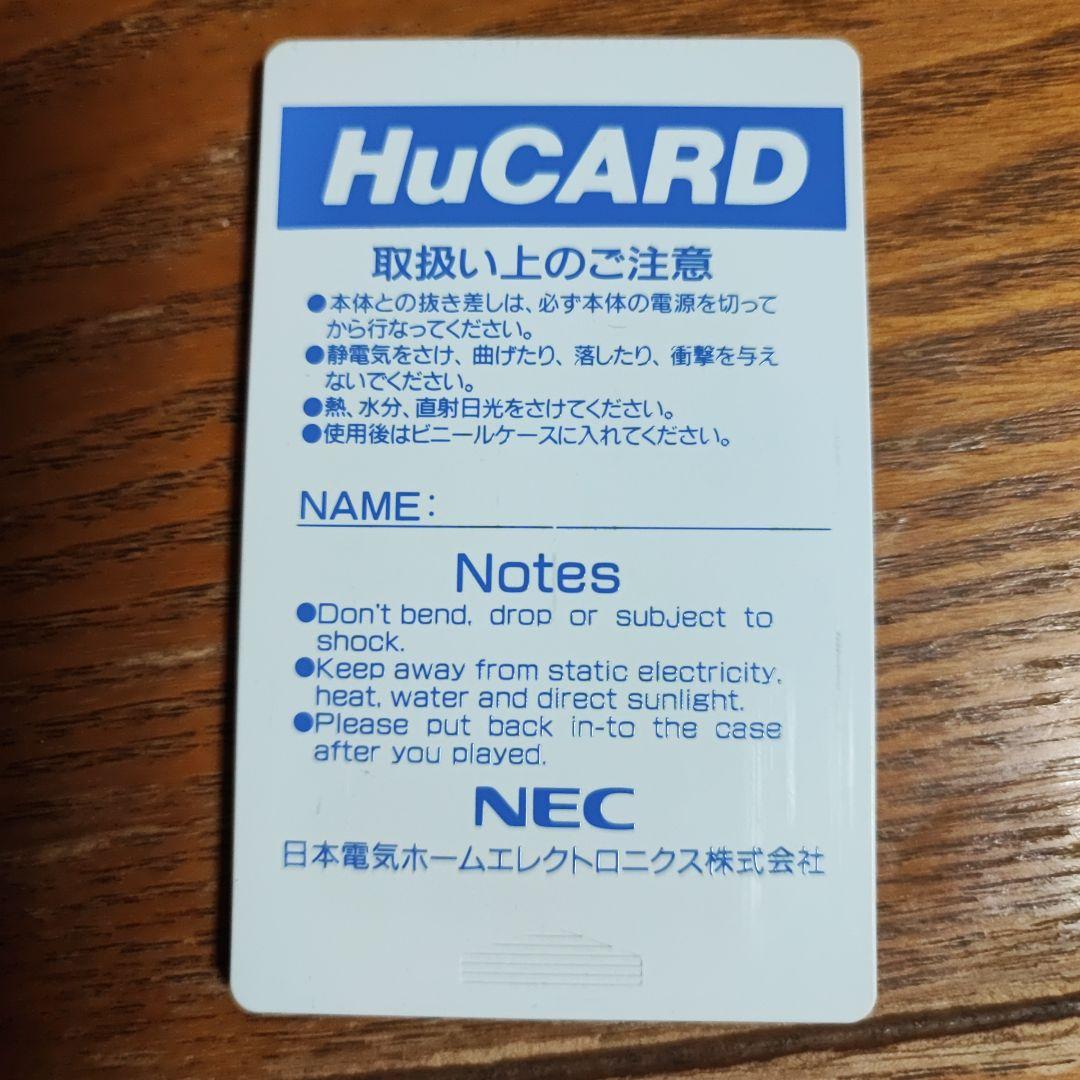 HuCARD
取扱い上のご注意
●本体との抜き差しは、必ず本体の電源を切って
から行なってください。
●静電気をさけ、曲げたり、落したり、衝撃を与え
ないでください。
●熱、水分、直射日光をさけてください。
●使用後はビニールケースに入れてください。
NAME:
Notes
●Don't bend, drop or subject to
shock.
●Keep away from static electricity,
heat, water and direct sunlight.
●Please put back in-to the case
after you played.
NEC
日本電気ホームエレクトロニクス株式会社